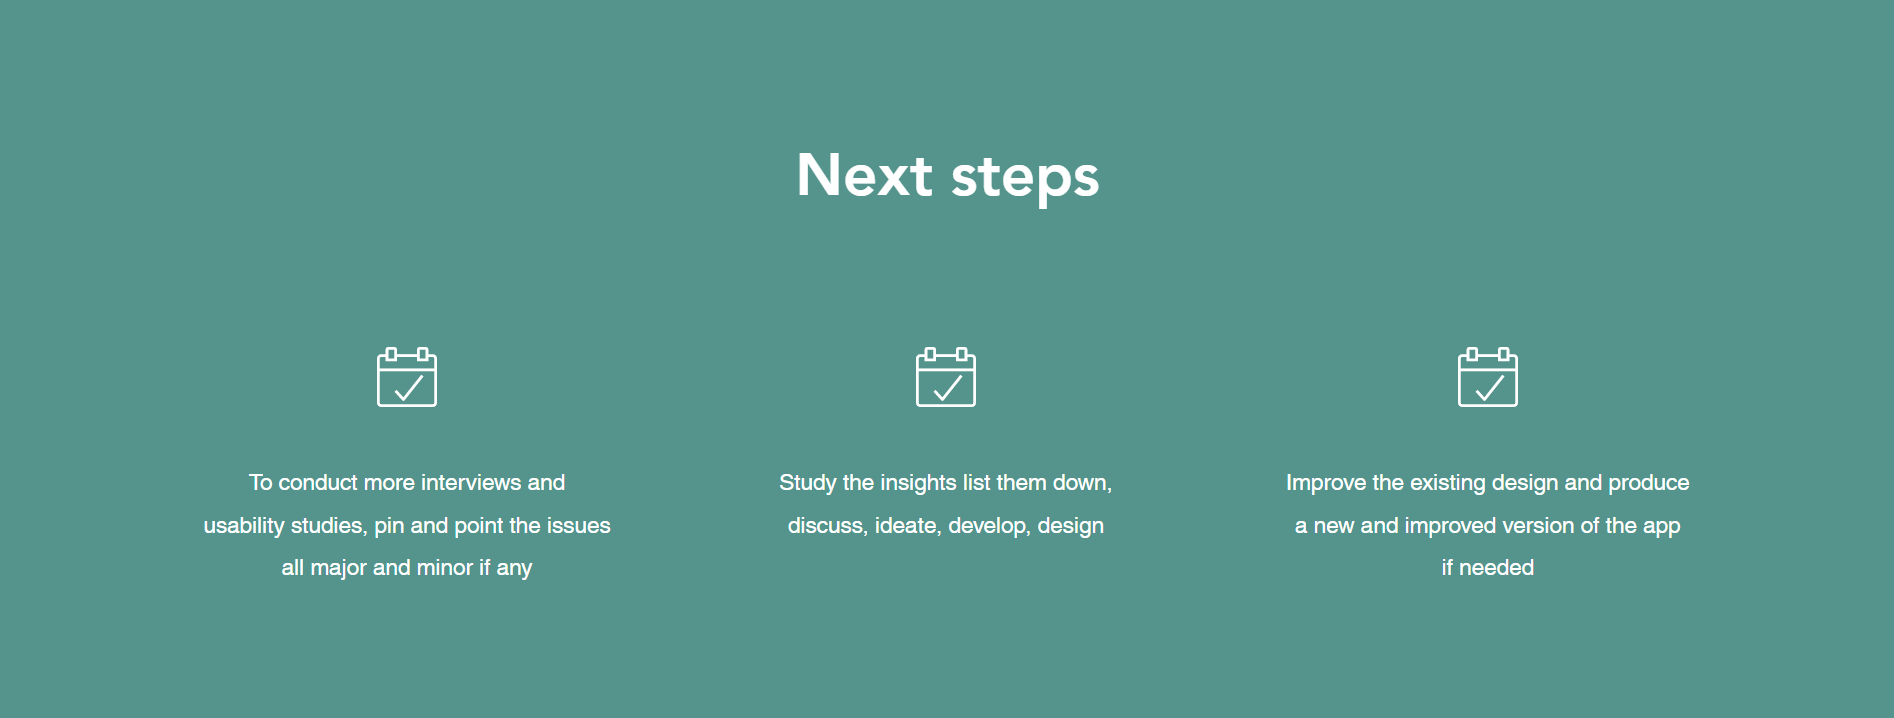 Next steps
To conduct more interviews and
usability studies, pin and point the issues
all major and minor if any
Study the insights list them down,
discuss, ideate, develop, design
Improve the existing design and produce
a new and improved version of the app
if needed